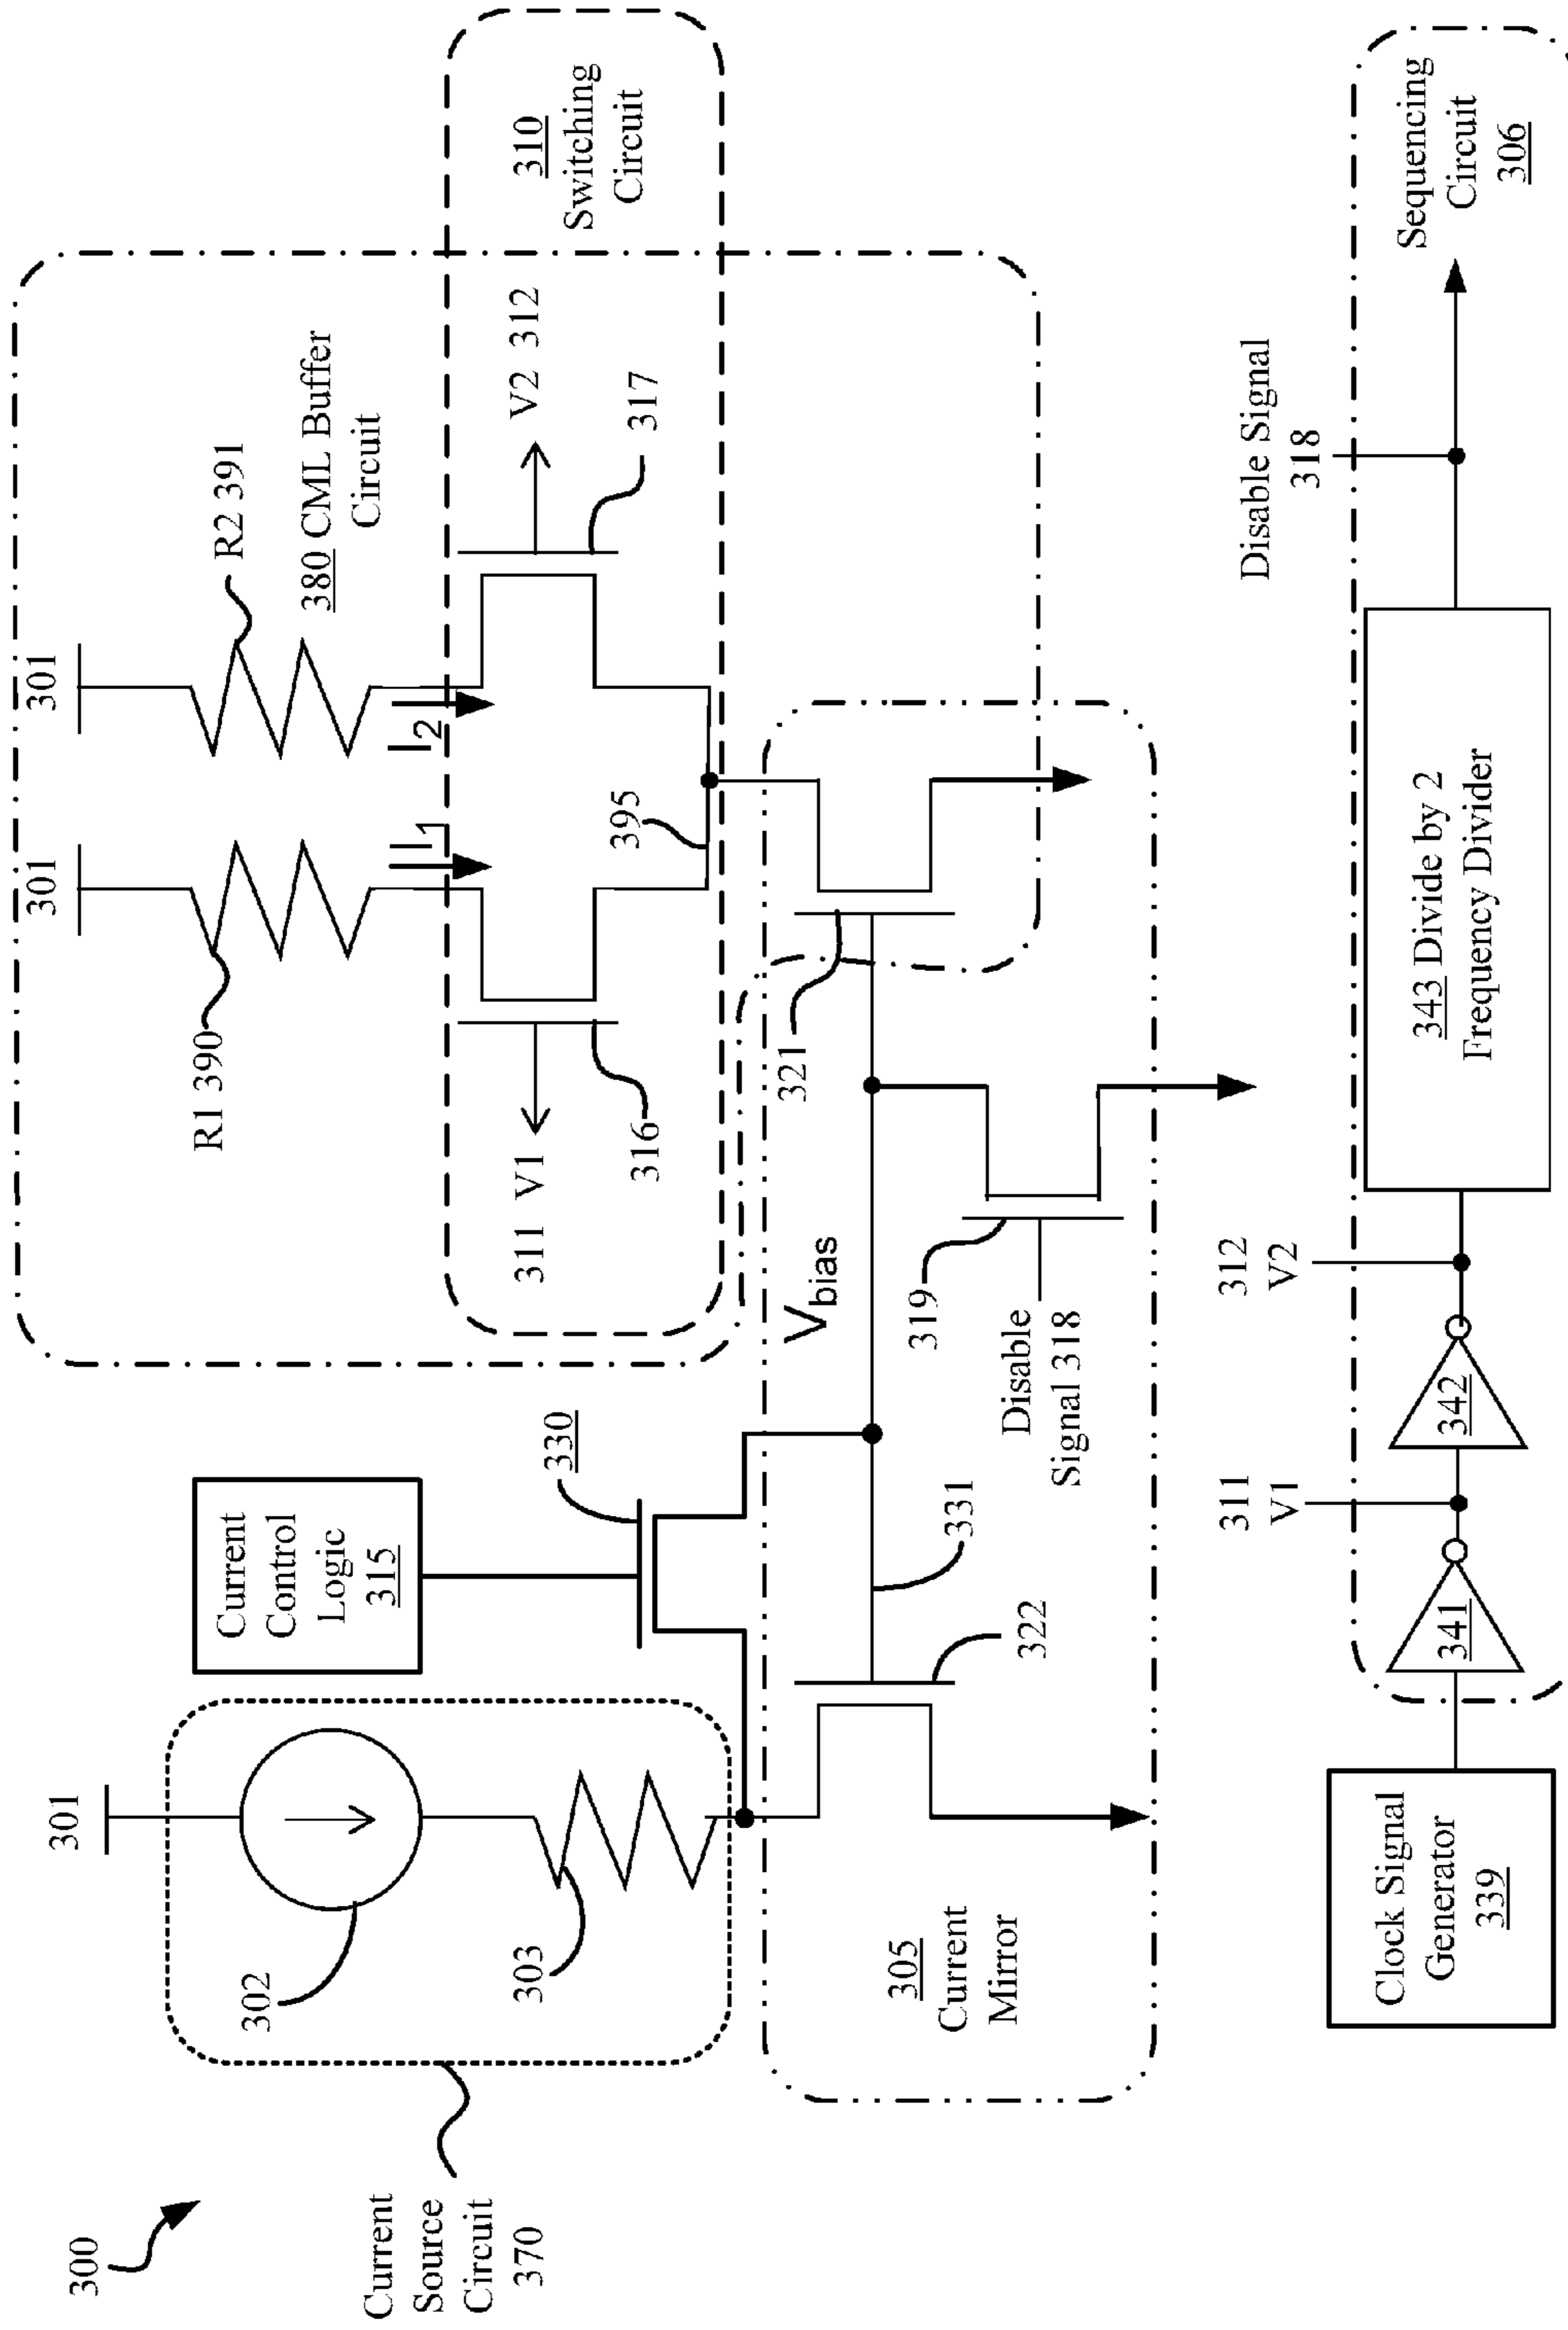 300
Current
Source
Circuit
370
301
302
303
Current
Control
Logic
315
330
301
301
R1 390
R2 391
380 CML Buffer
Circuit
I1
I2
311 V1
V2 312
316
317
310
Switching
Circuit
395
Vbias
321
319
Disable
Signal 318
331
322
305
Current
Mirror
Clock Signal
Generator
339
341
311
V1
342
312
V2
343 Divide by 2
Frequency Divider
Disable Signal
318
Sequencing
Circuit
306